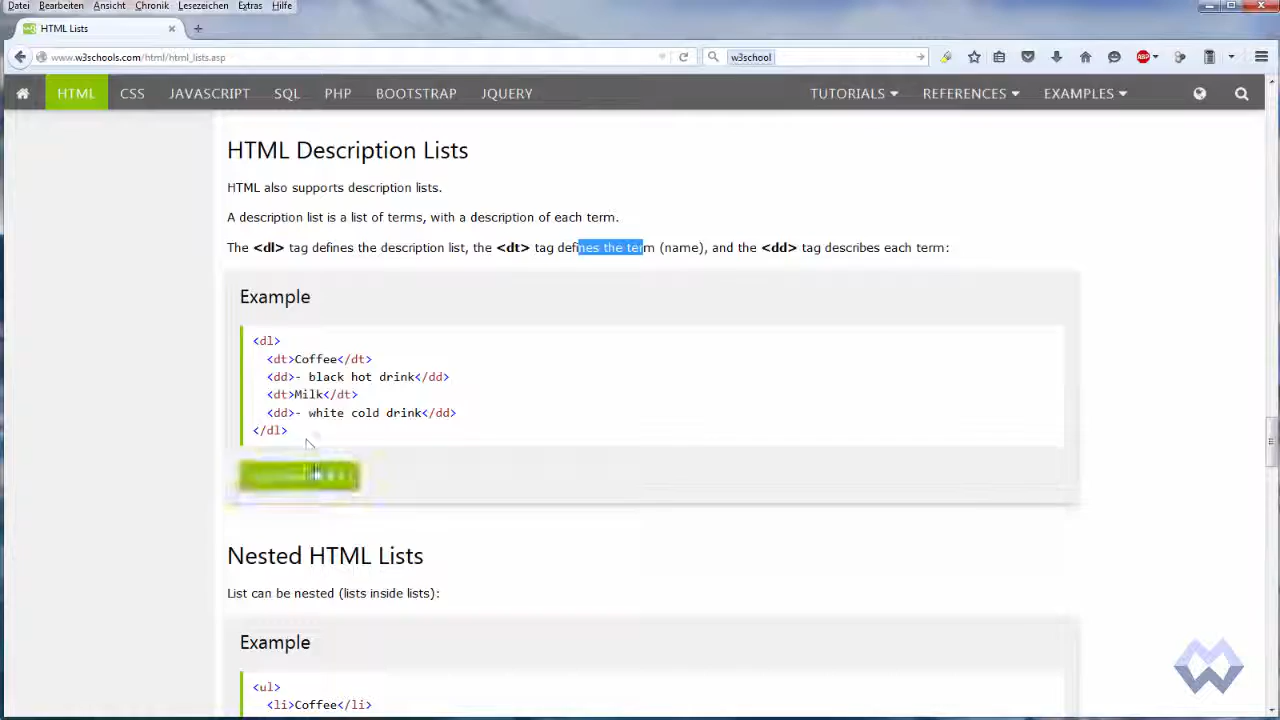 Datei Bearbeiten Ansicht Chronik Lesezeichen Extras Hilfe
HTML Lists
www.w3schools.com/html/html_lists.asp w3school ABP
HTML CSS JAVASCRIPT SQL PHP BOOTSTRAP JQUERY TUTORIALS REFERENCES EXAMPLES
HTML Description Lists
HTML also supports description lists.
A description list is a list of terms, with a description of each term.
The <dl> tag defines the description list, the <dt> tag defines the term (name), and the <dd> tag describes each term:
Example
<dl>
<dt>Coffee</dt>
<dd>- black hot drink</dd>
<dt>Milk</dt>
<dd>- white cold drink</dd>
</dl>
Nested HTML Lists
List can be nested (lists inside lists):
Example
<ul>
<li>Coffee</li>